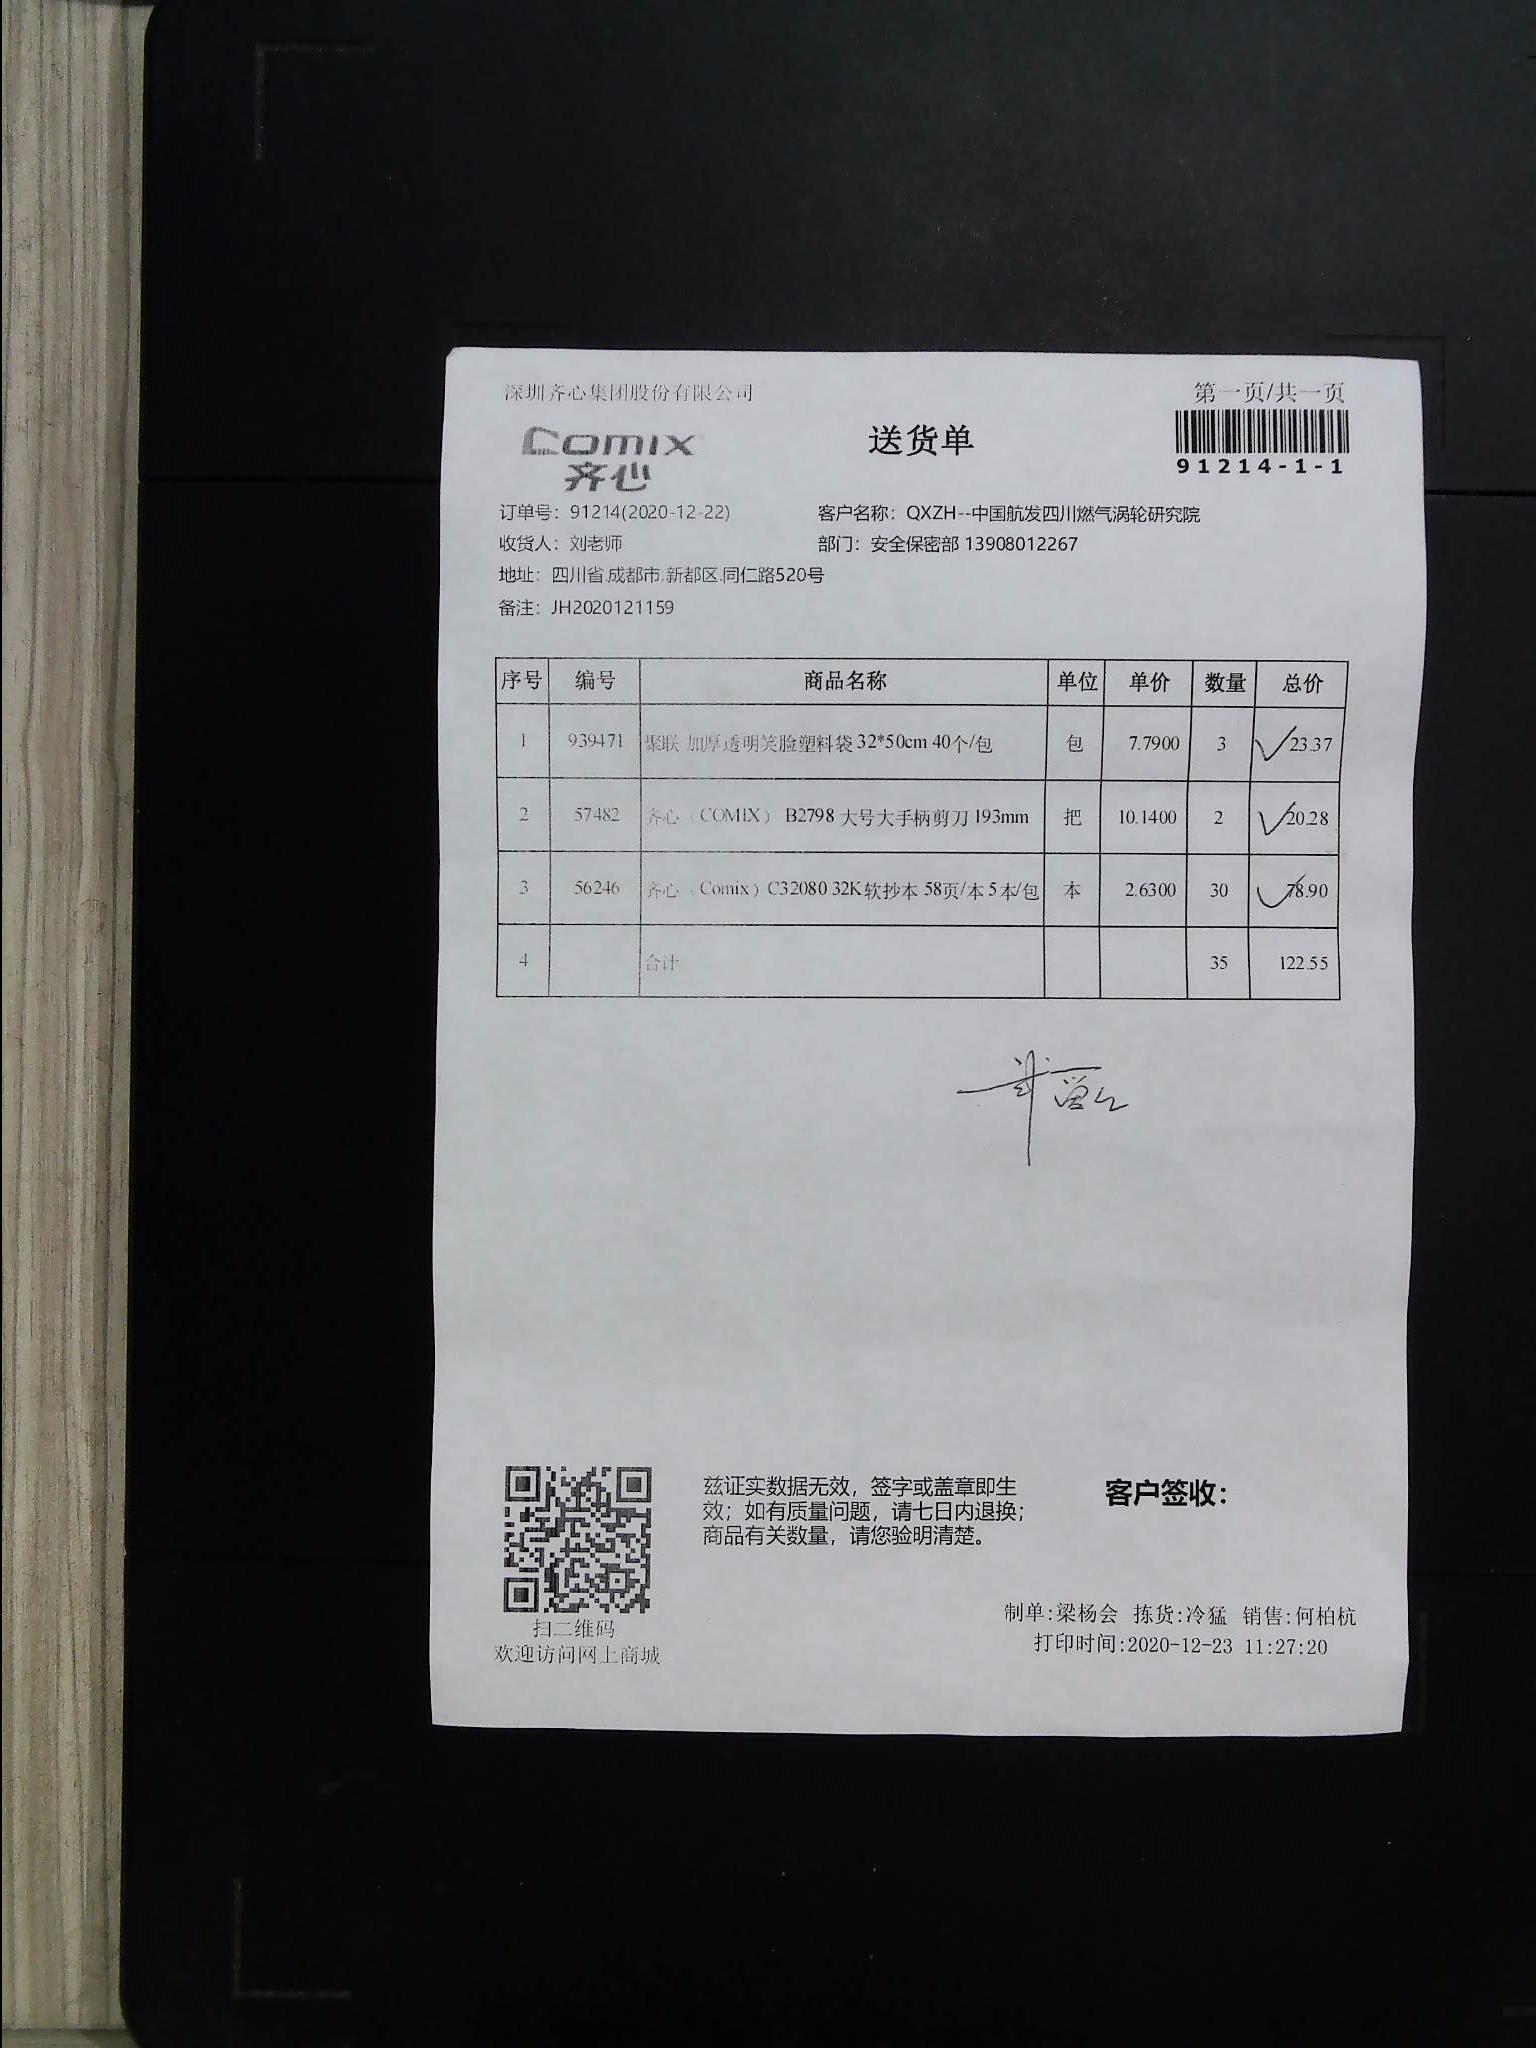 深圳齐心集团股份有限公司
第一页/共一页
comix
齐心
送货单
91214-1-1
订单号：91214(2020-12-22)
客户名称：QXZH--中国航发四川燃气涡轮研究院
收货人：刘老师
部门：安全保密部 13908012267
地址：四川省.成都市.新都区.同仁路520号
备注：JH2020121159
序号 编号 商品名称 单位 单价 数量 总价
1 939471 聚联 加厚透明笑脸塑料袋 32*50cm 40个/包 包 7.7900 3 23.37
2 57482 齐心（COMIX） B2798 大号大手柄剪刀 193mm 把 10.1400 2 20.28
3 56246 齐心（Comix）C32080 32K软抄本 58页/本 5本/包 本 2.6300 30 78.90
4 合计 35 122.55
兹证实数据无效，签字或盖章即生
效；如有质量问题，请七日内退换；
商品有关数量，请您验明清楚。
客户签收：
扫二维码
欢迎访问网上商城
制单:梁杨会 拣货:冷猛 销售:何柏杭
打印时间:2020-12-23 11:27:20